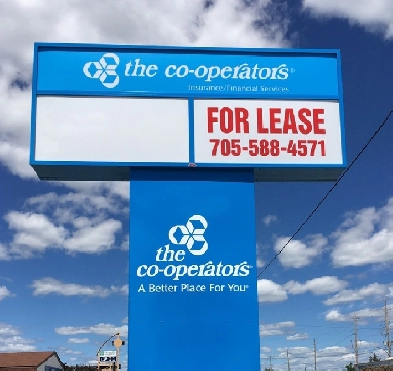 the co-operators®
Insurance/Financial Services
FOR LEASE
705-588-4571
the
co-operators
A Better Place For You®